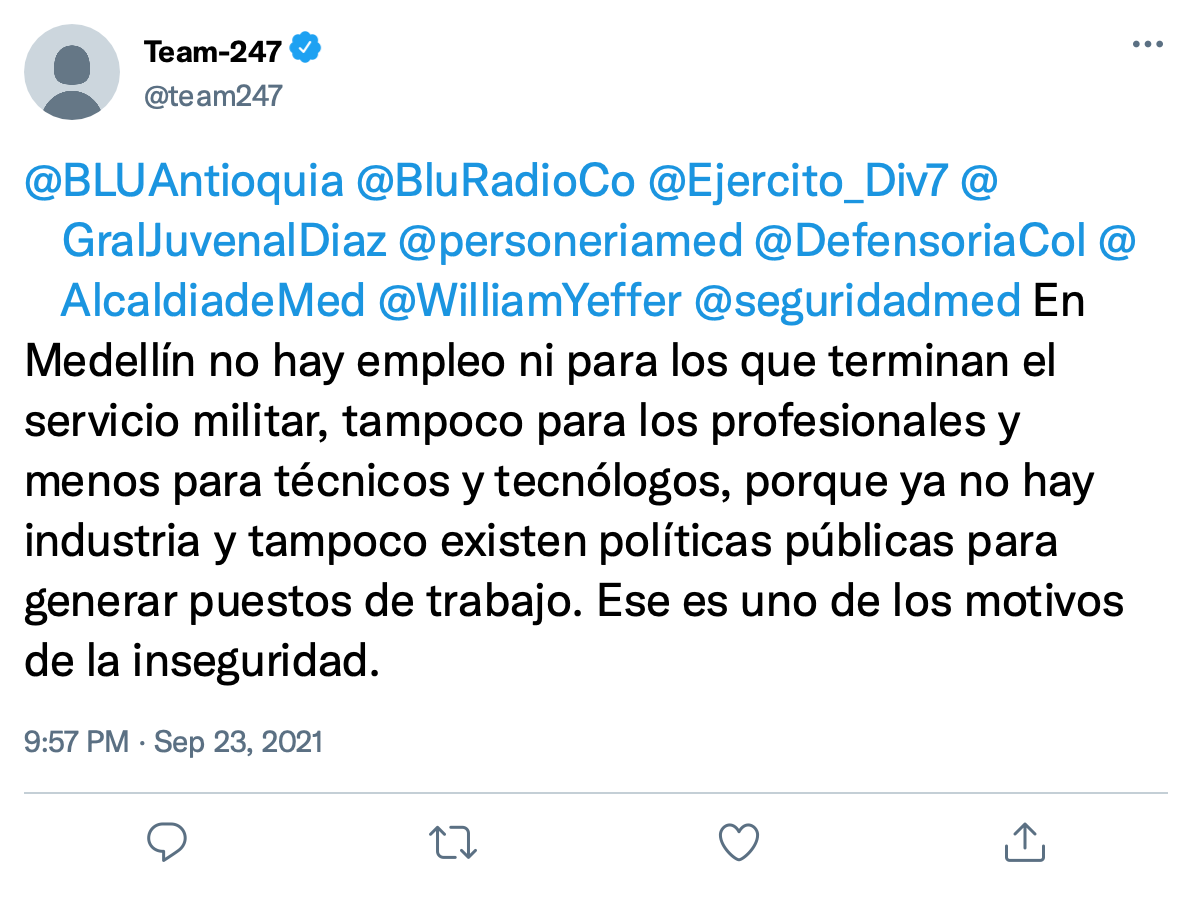 Team-247
@team247
@BLUAntioquia @BluRadioCo @Ejercito_Div7 @
GralJuvenalDiaz @personeriamed @DefensoriaCol @
AlcaldiadeMed @WilliamYeffer @seguridadmed En
Medellín no hay empleo ni para los que terminan el
servicio militar, tampoco para los profesionales y
menos para técnicos y tecnólogos, porque ya no hay
industria y tampoco existen políticas públicas para
generar puestos de trabajo. Ese es uno de los motivos
de la inseguridad.
9:57 PM · Sep 23, 2021